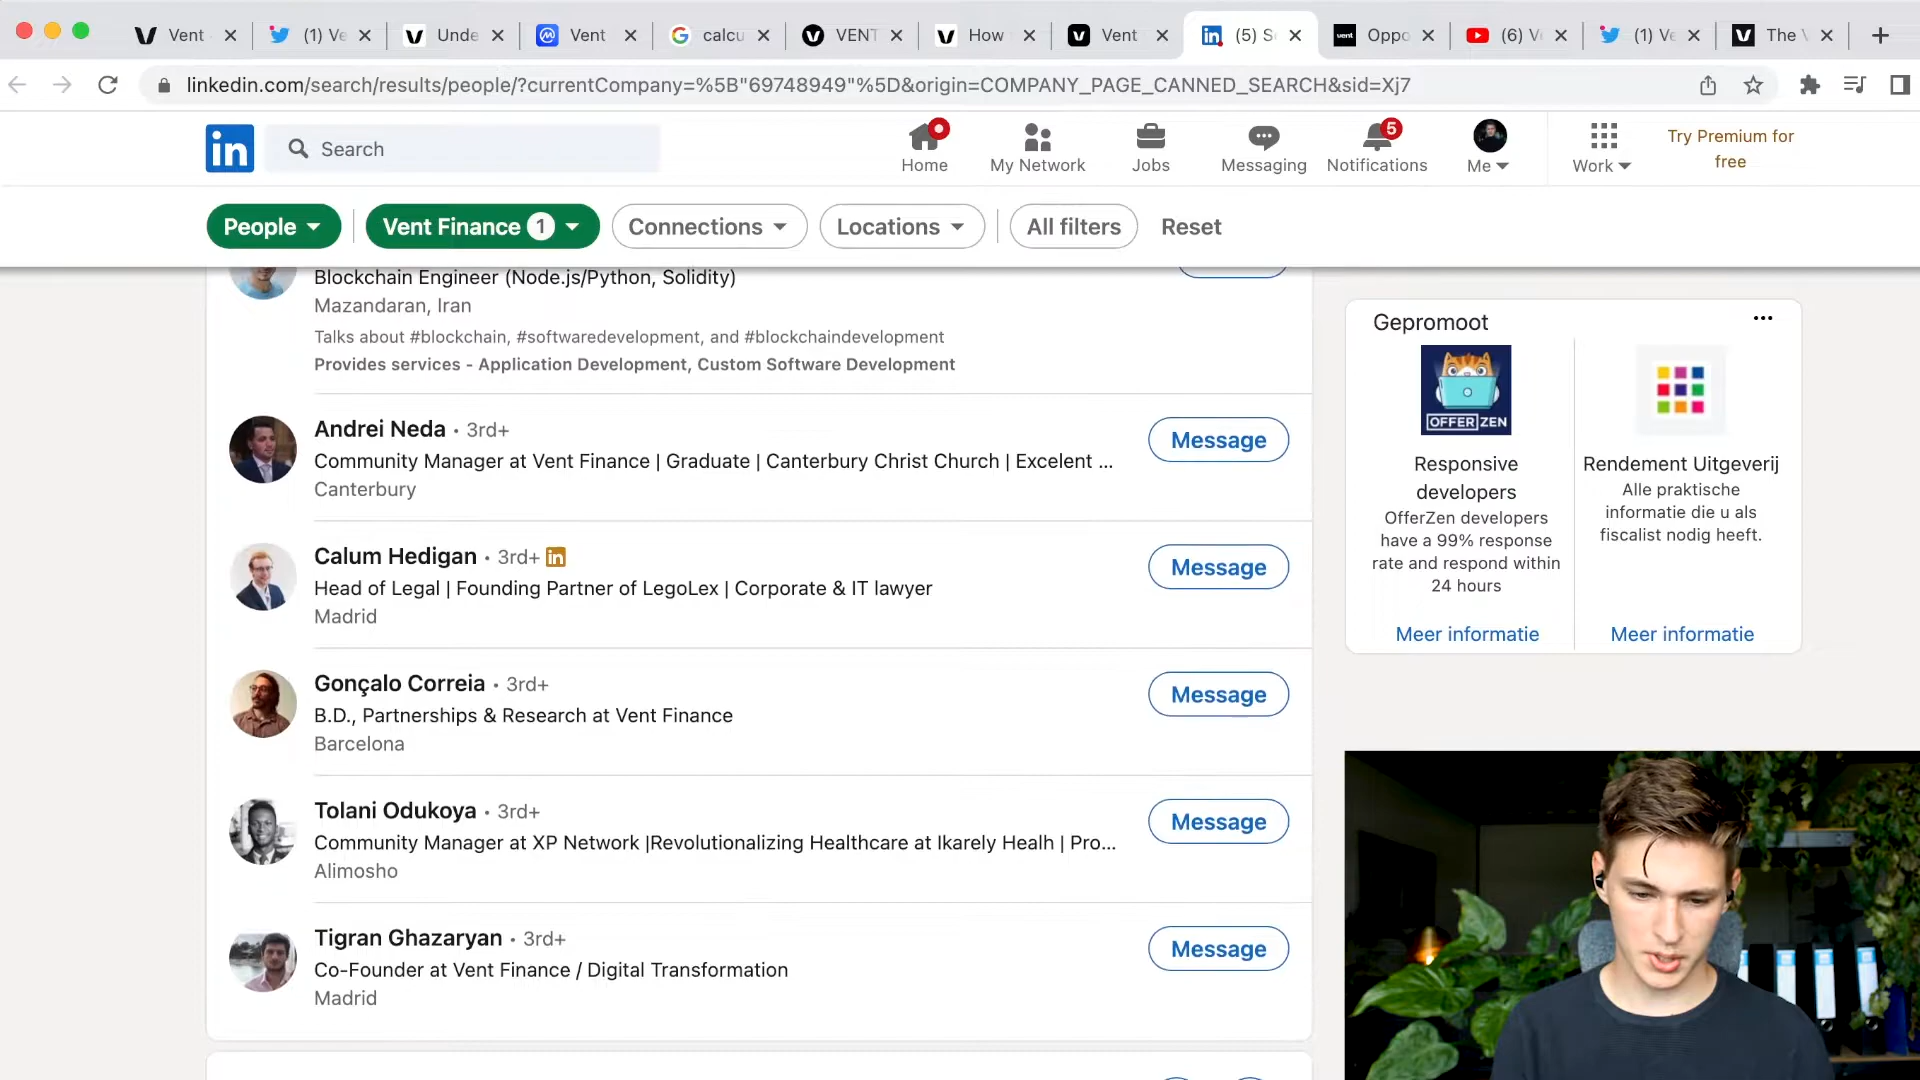 Vent
(1) Ve
Unde
Vent
calcu
VENT
How
Vent
(5) S
vent
Oppo
(6) V
(1) Ve
The V
linkedin.com/search/results/people/?currentCompany=%5B"69748949"%5D&origin=COMPANY_PAGE_CANNED_SEARCH&sid=Xj7
in
Search
Home
My Network
Jobs
Messaging
5
Notifications
Me
Work
Try Premium for
free
People
Vent Finance 1
Connections
Locations
All filters
Reset
Blockchain Engineer (Node.js/Python, Solidity)
Mazandaran, Iran
Talks about #blockchain, #softwaredevelopment, and #blockchaindevelopment
Provides services - Application Development, Custom Software Development
Andrei Neda • 3rd+
Community Manager at Vent Finance | Graduate | Canterbury Christ Church | Excelent ...
Canterbury
Message
Calum Hedigan • 3rd+ in
Head of Legal | Founding Partner of LegoLex | Corporate & IT lawyer
Madrid
Message
Gonçalo Correia • 3rd+
B.D., Partnerships & Research at Vent Finance
Barcelona
Message
Tolani Odukoya • 3rd+
Community Manager at XP Network |Revolutionalizing Healthcare at Ikarely Healh | Pro...
Alimosho
Message
Tigran Ghazaryan • 3rd+
Co-Founder at Vent Finance / Digital Transformation
Madrid
Message
Gepromoot
OFFERZEN
Responsive
developers
OfferZen developers
have a 99% response
rate and respond within
24 hours
Meer informatie
Rendement Uitgeverij
Alle praktische
informatie die u als
fiscalist nodig heeft.
Meer informatie